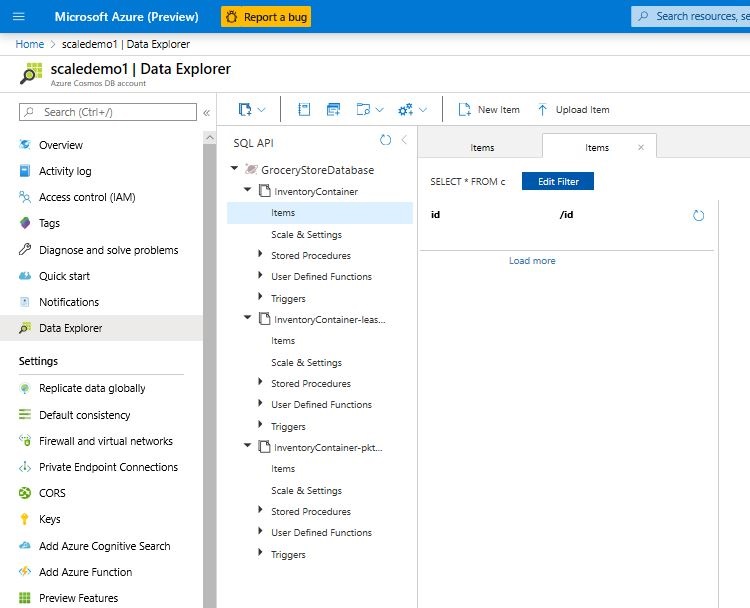 Microsoft Azure (Preview)
Report a bug
Search resources, se
Home > scaledemo1 | Data Explorer
scaledemo1 | Data Explorer
Azure Cosmos DB account
Search (Ctrl+/)
«
Overview
Activity log
Access control (IAM)
Tags
Diagnose and solve problems
Quick start
Notifications
Data Explorer
Settings
Replicate data globally
Default consistency
Firewall and virtual networks
Private Endpoint Connections
CORS
Keys
Add Azure Cognitive Search
Add Azure Function
Preview Features
New Item
Upload Item
SQL API
GroceryStoreDatabase
InventoryContainer
Items
Scale & Settings
Stored Procedures
User Defined Functions
Triggers
InventoryContainer-leas...
Items
Scale & Settings
Stored Procedures
User Defined Functions
Triggers
InventoryContainer-pkt...
Items
Scale & Settings
Stored Procedures
User Defined Functions
Triggers
Items
Items
SELECT * FROM c
Edit Filter
id /id
Load more